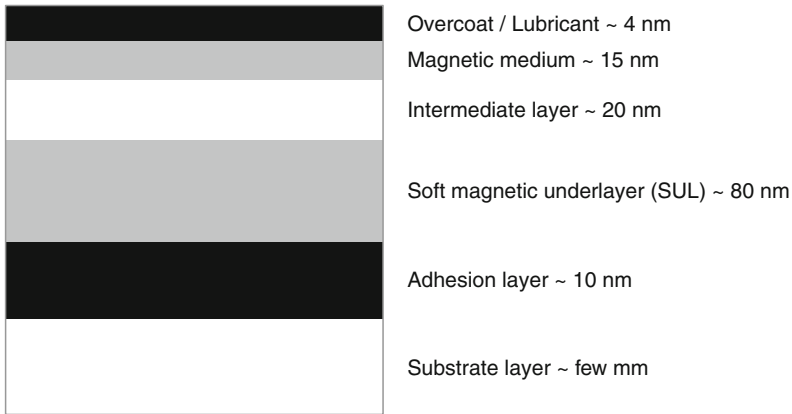 Overcoat / Lubricant ~ 4 nm
Magnetic medium ~ 15 nm
Intermediate layer ~ 20 nm
Soft magnetic underlayer (SUL) ~ 80 nm
Adhesion layer ~ 10 nm
Substrate layer ~ few mm